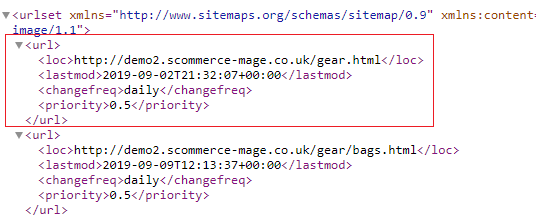 ▼<urlset xmlns="http://www.sitemaps.org/schemas/sitemap/0.9" xmlns:content=
image/1.1">
▼<url>
<loc>http://demo2.scommerce-mage.co.uk/gear.html</loc>
<lastmod>2019-09-02T21:32:07+00:00</lastmod>
<changefreq>daily</changefreq>
<priority>0.5</priority>
</url>
▼<url>
<loc>http://demo2.scommerce-mage.co.uk/gear/bags.html</loc>
<lastmod>2019-09-09T12:13:37+00:00</lastmod>
<changefreq>daily</changefreq>
<priority>0.5</priority>
</url>